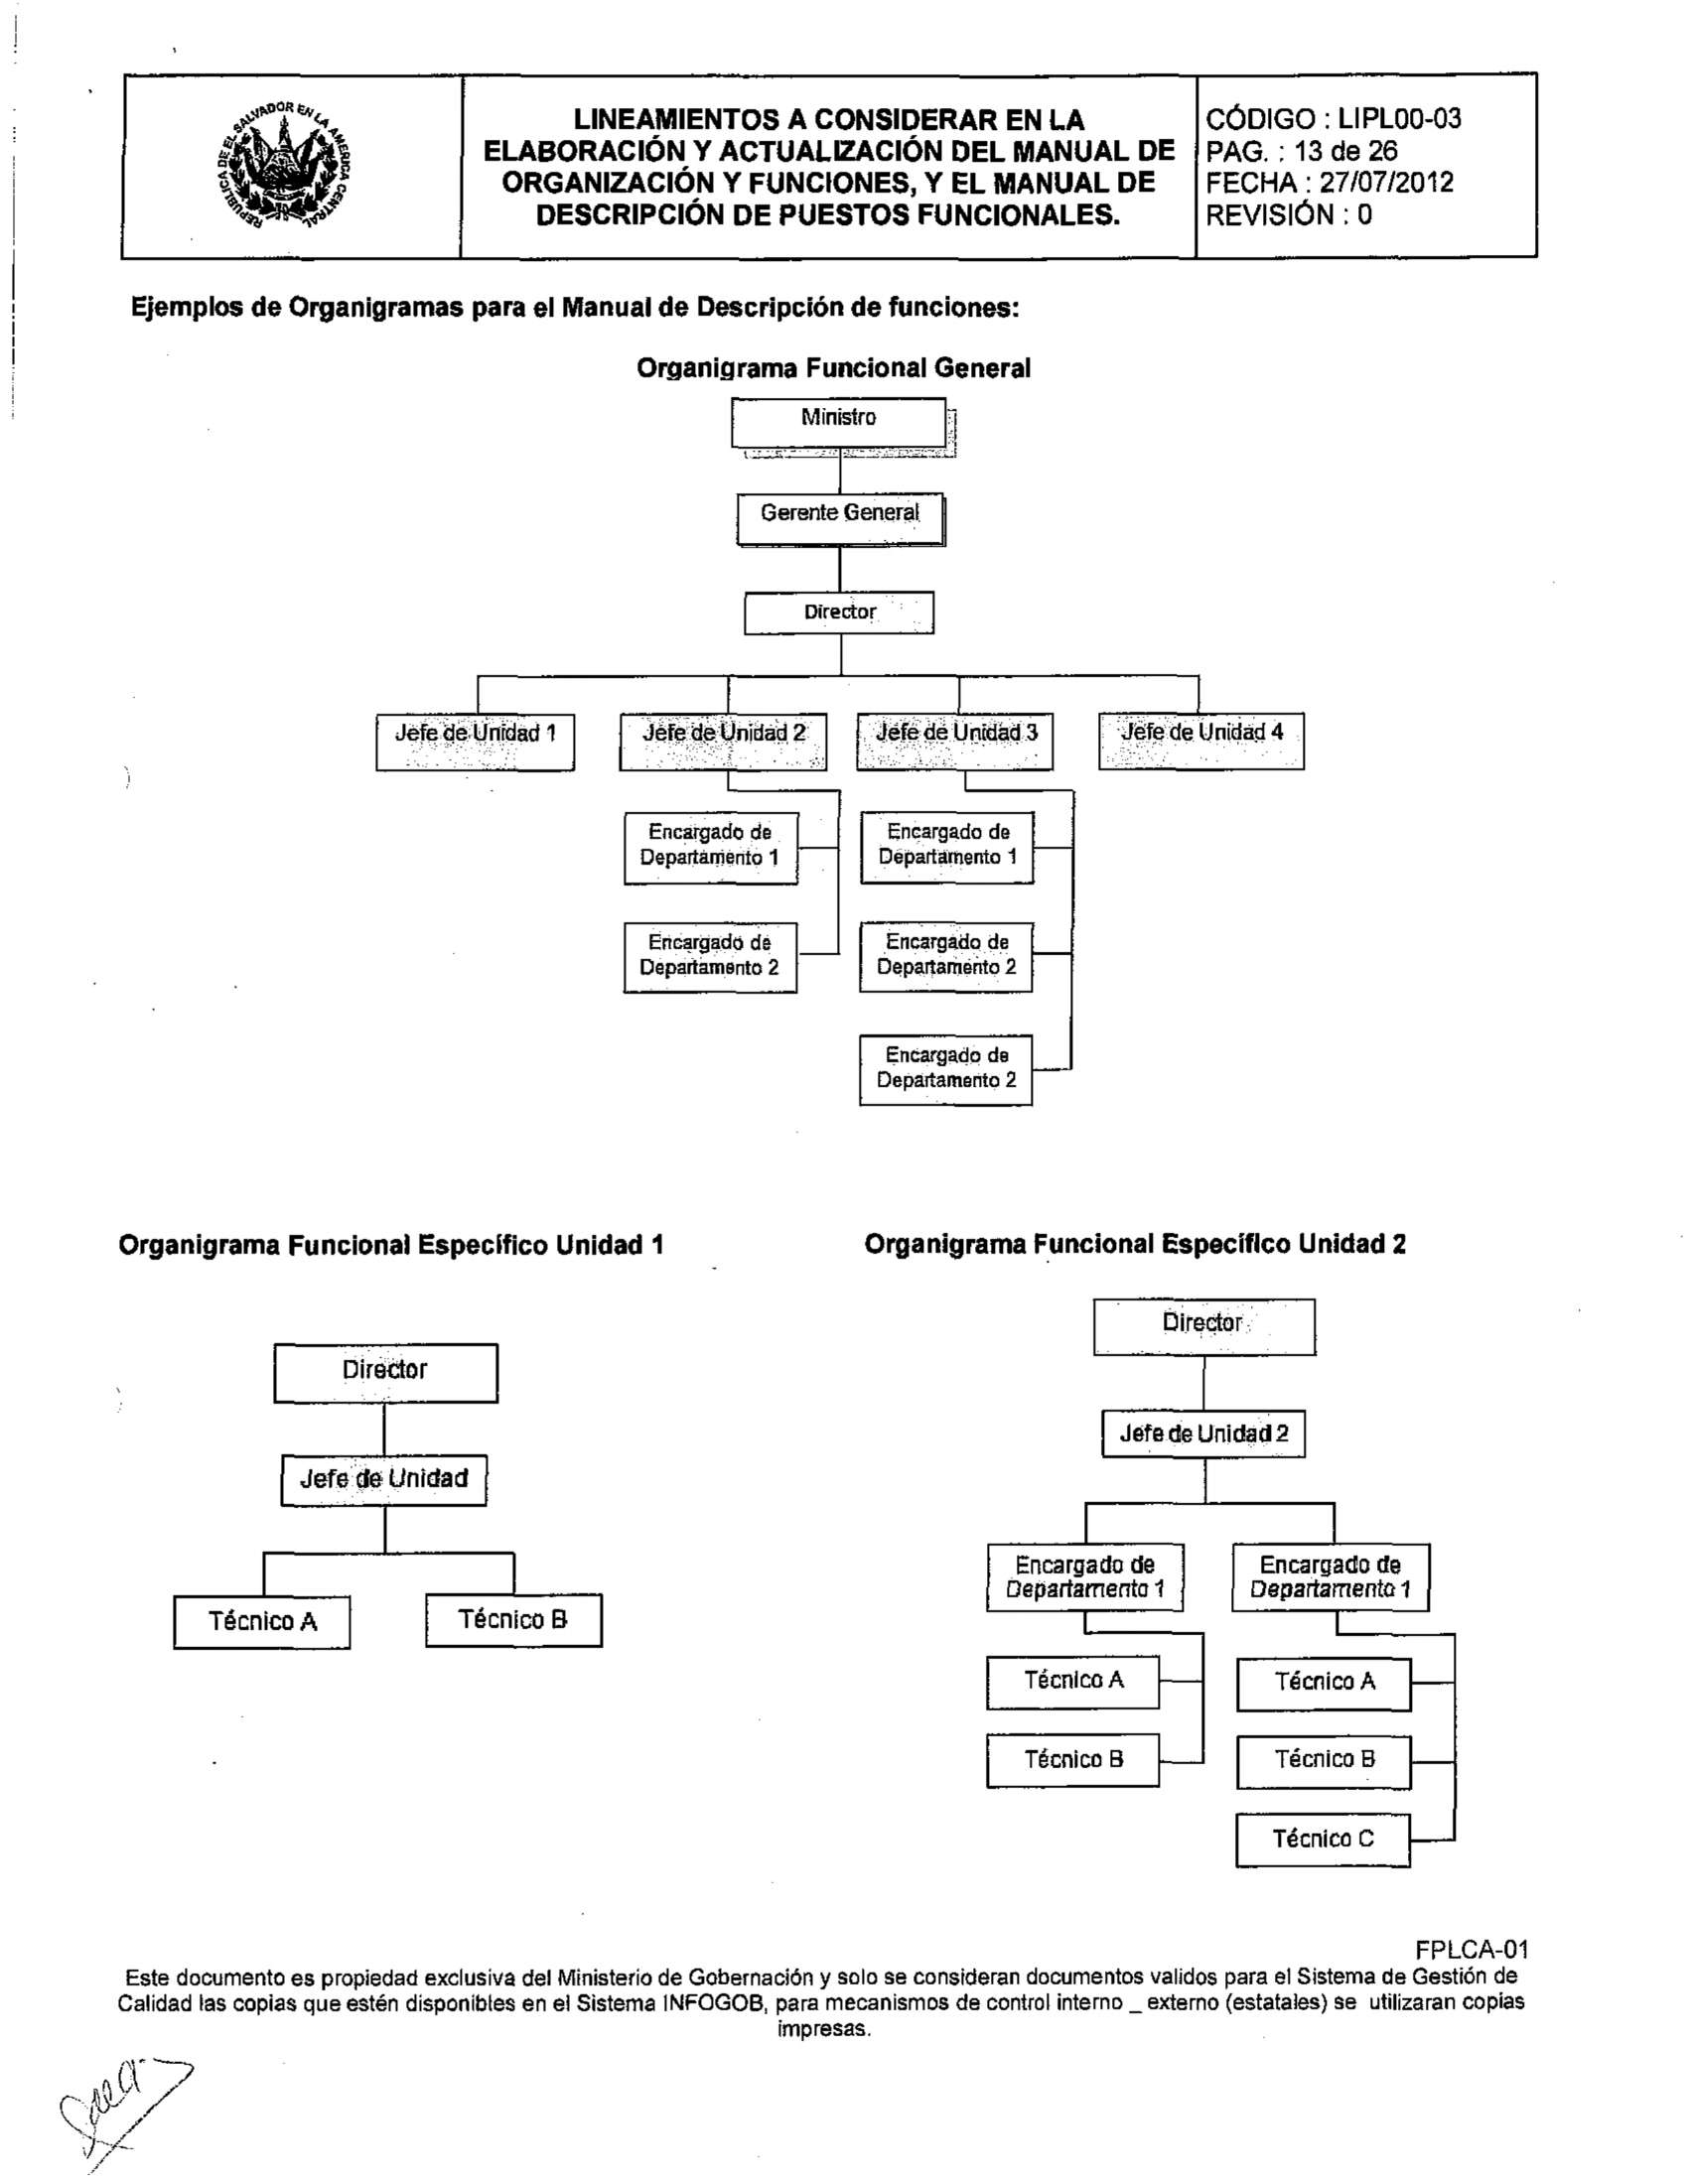 REPUBLICA DE EL SALVADOR EN LA AMERICA CENTRAL
LINEAMIENTOS A CONSIDERAR EN LA
ELABORACIÓN Y ACTUALIZACIÓN DEL MANUAL DE
ORGANIZACIÓN Y FUNCIONES, Y EL MANUAL DE
DESCRIPCIÓN DE PUESTOS FUNCIONALES.
CÓDIGO : LIPL00-03
PAG. : 13 de 26
FECHA : 27/07/2012
REVISIÓN : 0
Ejemplos de Organigramas para el Manual de Descripción de funciones:
Organigrama Funcional General
Ministro
Gerente General
Director
Jefe de Unidad 1
Jefe de Unidad 2
Jefe de Unidad 3
Jefe de Unidad 4
Encargado de
Departamento 1
Encargado de
Departamento 1
Encargado de
Departamento 2
Encargado de
Departamento 2
Encargado de
Departamento 2
Organigrama Funcional Específico Unidad 1
Director
Jefe de Unidad
Técnico A
Técnico B
Organigrama Funcional Específico Unidad 2
Director
Jefe de Unidad 2
Encargado de
Departamento 1
Encargado de
Departamento 1
Técnico A
Técnico A
Técnico B
Técnico B
Técnico C
FPLCA-01
Este documento es propiedad exclusiva del Ministerio de Gobernación y solo se consideran documentos validos para el Sistema de Gestión de
Calidad las copias que estén disponibles en el Sistema INFOGOB, para mecanismos de control interno _ externo (estatales) se utilizaran copias
impresas.